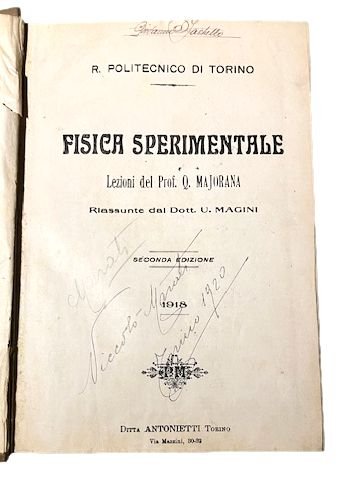 R. POLITECNICO DI TORINO
FISICA SPERIMENTALE
Lezioni del Prof. Q. MAJORANA
Riassunte dal Dott. U. MAGINI
SECONDA EDIZIONE
1918
Niccolò
Torino 1920
DITTA ANTONIETTI TORINO
Via Mazzini, 30-32